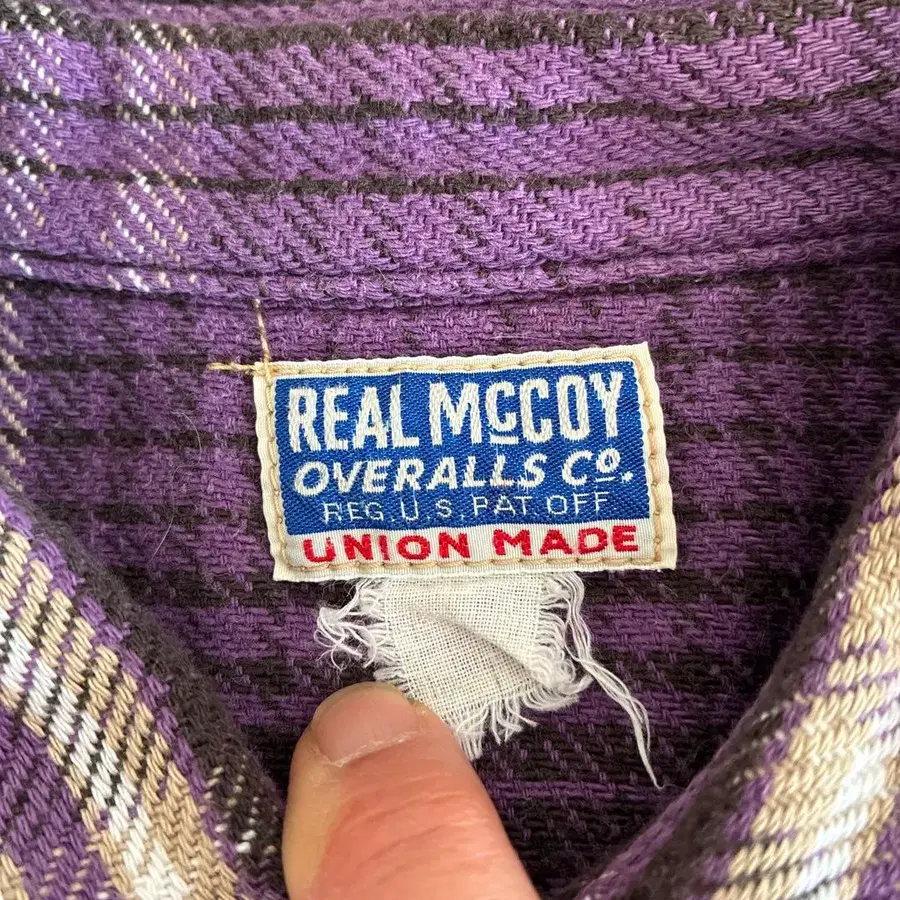 REAL McCOY
OVERALLS Co.
REG. U.S. PAT. OFF
UNION MADE